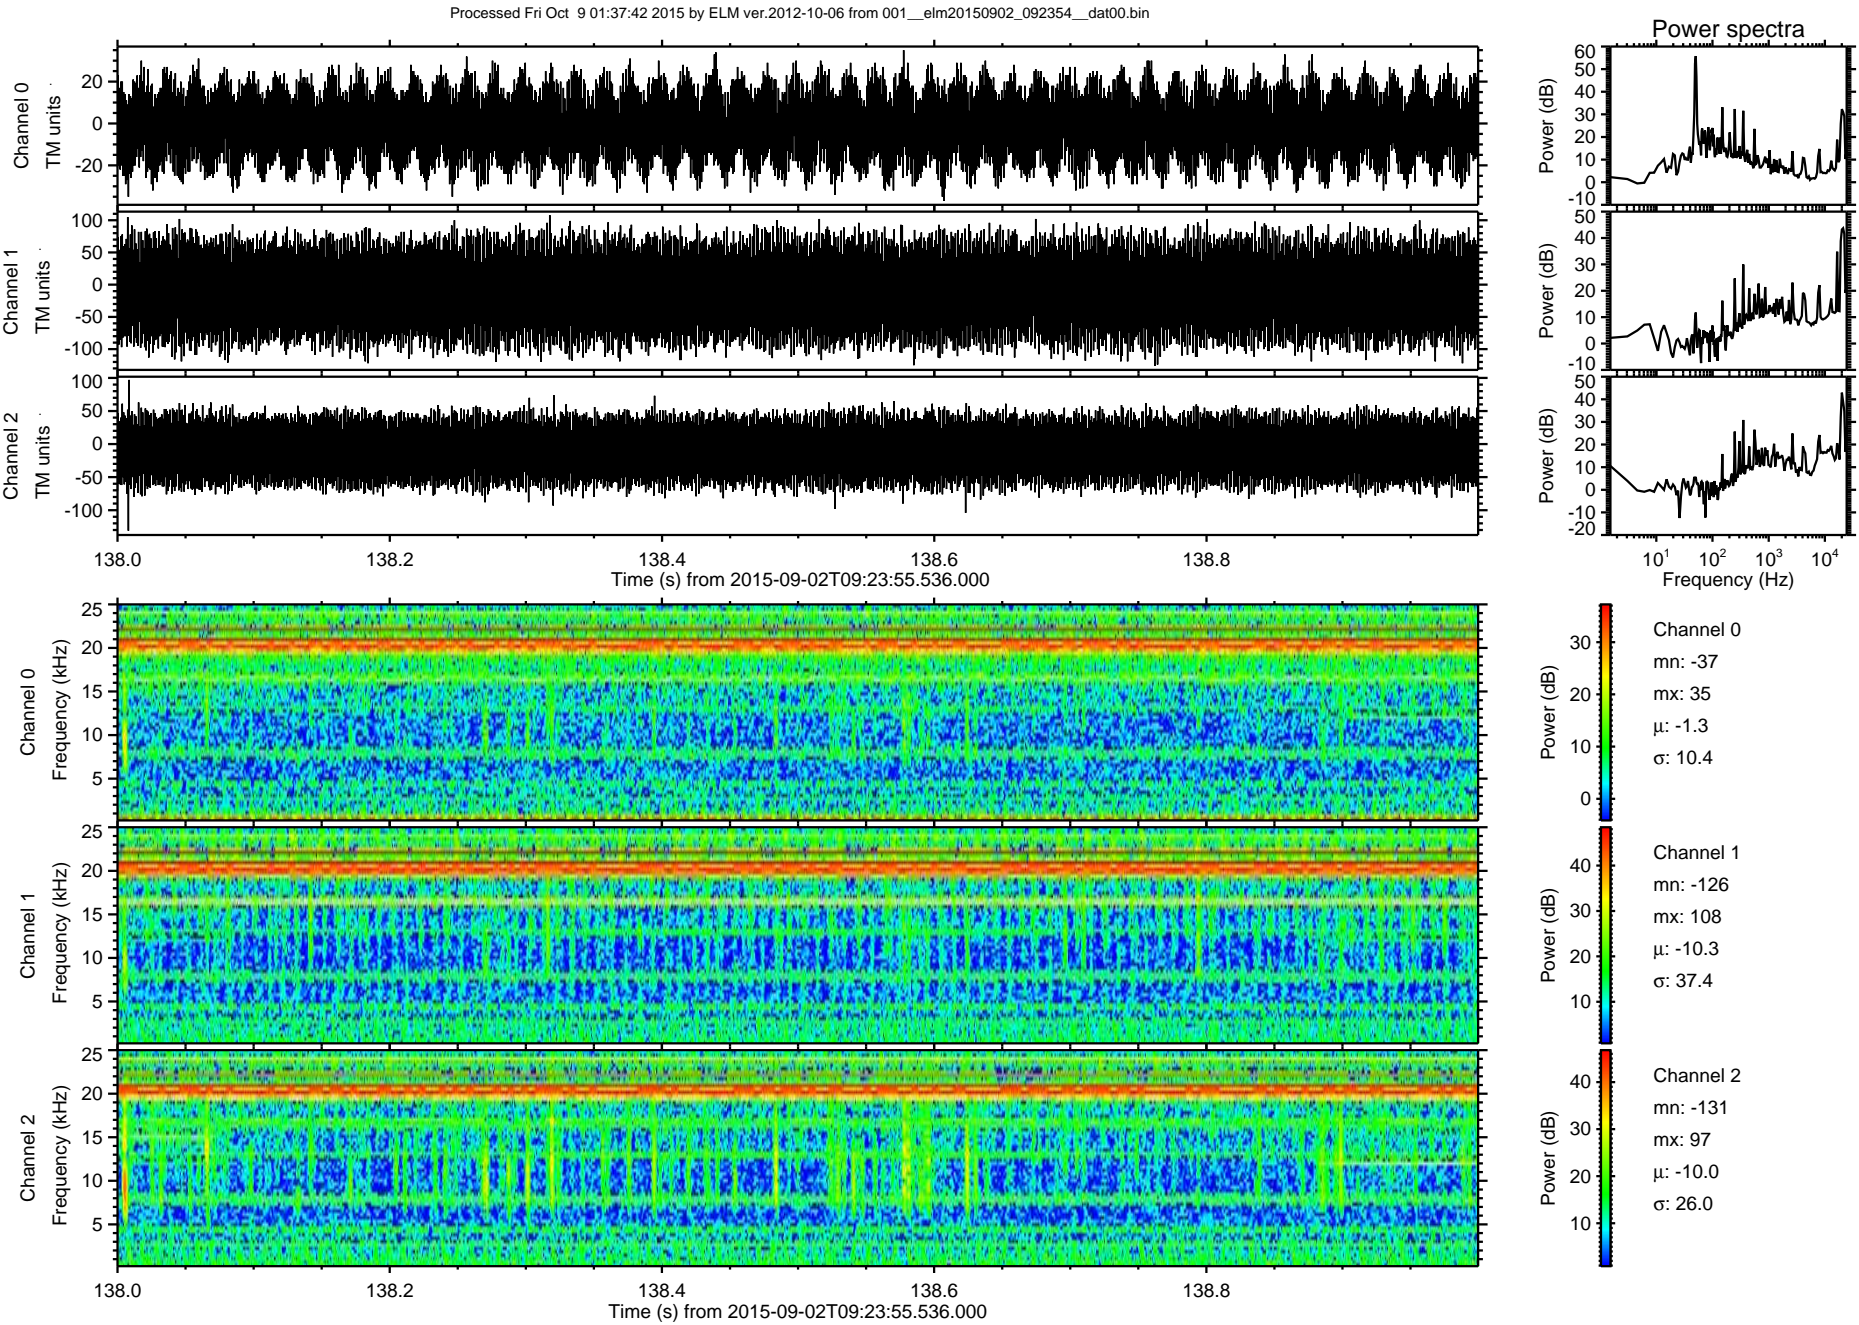 Processed Fri Oct 9 01:37:42 2015 by ELM ver.2012-10-06 from 001__elm20150902_092354__dat00.bin
Power spectra
Channel 0
TM units
20
0
-20
Power (dB)
60
50
40
30
20
10
0
-10
Channel 1
TM units
100
50
0
-50
-100
Power (dB)
50
40
30
20
10
0
-10
Channel 2
TM units
100
50
0
-50
-100
Power (dB)
50
40
30
20
10
0
-10
-20
138.0 138.2 138.4 138.6 138.8
Time (s) from 2015-09-02T09:23:55.536.000
10^1 10^2 10^3 10^4
Frequency (Hz)
Channel 0
Frequency (kHz)
25
20
15
10
5
Power (dB)
30
20
10
0
Channel 0
mn: -37
mx: 35
μ: -1.3
σ: 10.4
Channel 1
Frequency (kHz)
25
20
15
10
5
Power (dB)
40
30
20
10
Channel 1
mn: -126
mx: 108
μ: -10.3
σ: 37.4
Channel 2
Frequency (kHz)
25
20
15
10
5
Power (dB)
40
30
20
10
Channel 2
mn: -131
mx: 97
μ: -10.0
σ: 26.0
138.0 138.2 138.4 138.6 138.8
Time (s) from 2015-09-02T09:23:55.536.000